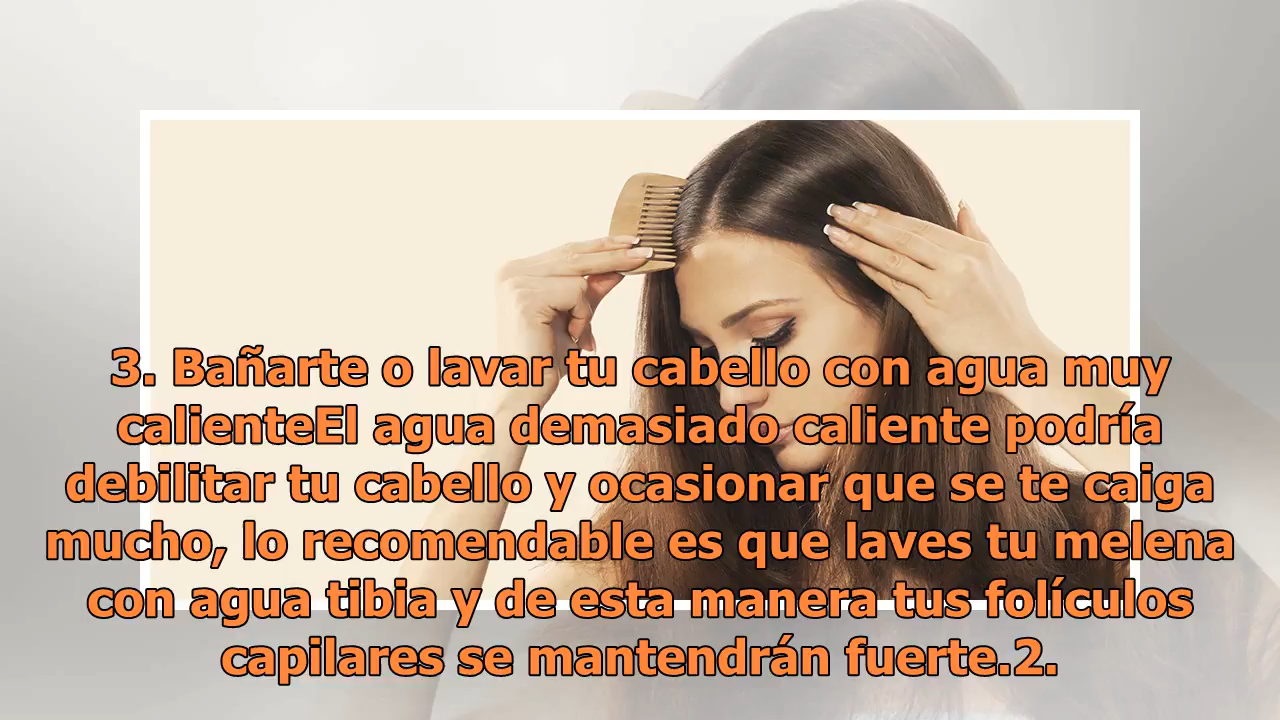 3. Bañarte o lavar tu cabello con agua muy
calienteEl agua demasiado caliente podría
debilitar tu cabello y ocasionar que se te caiga
mucho, lo recomendable es que laves tu melena
con agua tibia y de esta manera tus folículos
capilares se mantendrán fuerte.2.